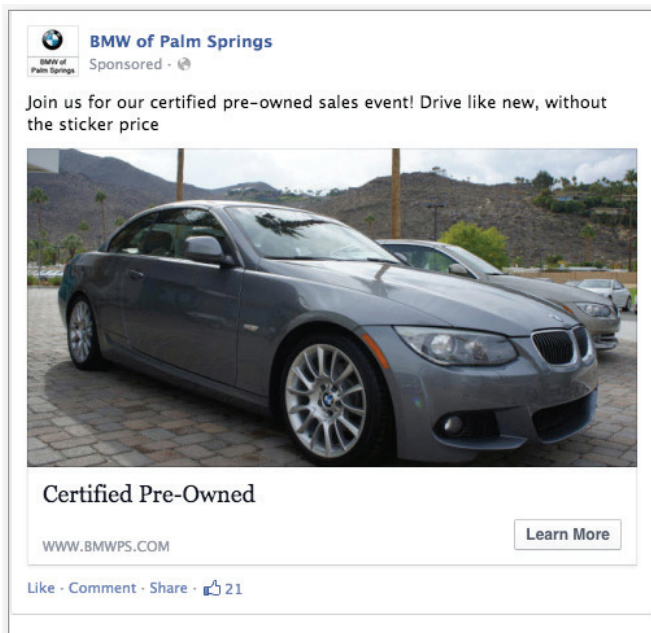 BMW of Palm Springs
BMW of
Palm Springs
Sponsored ·
Join us for our certified pre-owned sales event! Drive like new, without
the sticker price
Certified Pre-Owned
WWW.BMWPS.COM
Learn More
Like · Comment · Share · 21